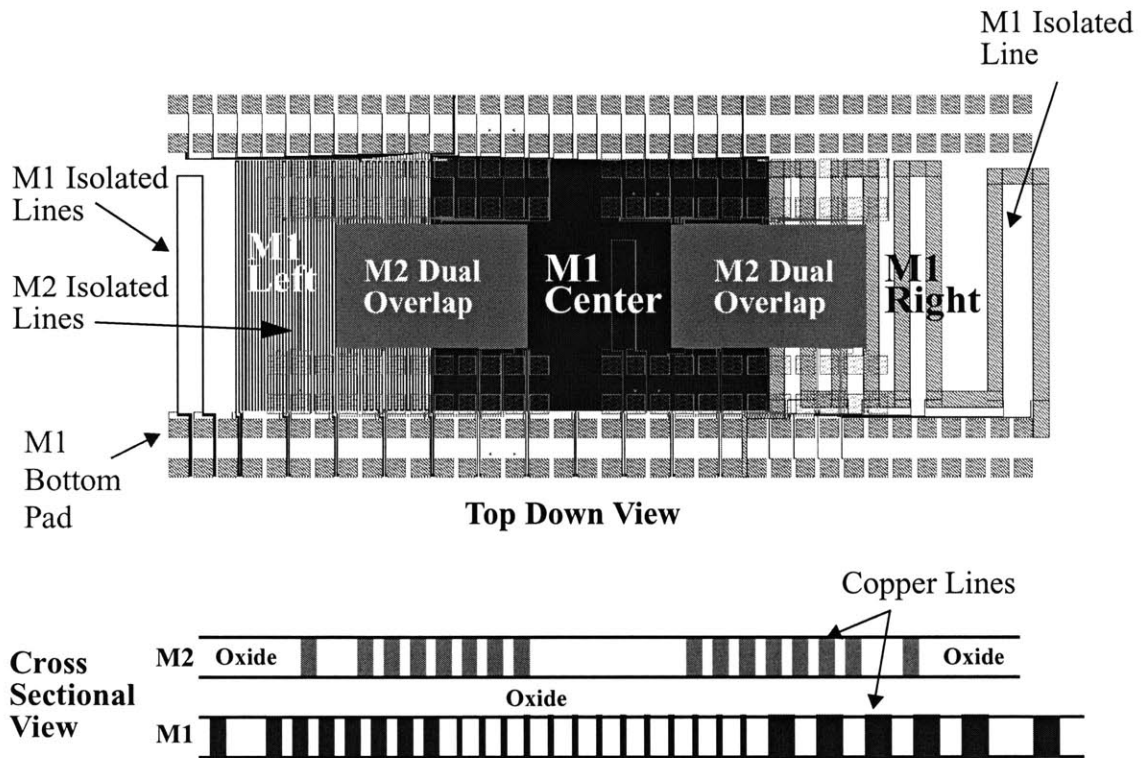 M1 Isolated
Line
M1 Isolated
Lines
M2 Isolated
Lines
M1
Left
M2 Dual
Overlap
M1
Center
M2 Dual
Overlap
M1
Right
M1
Bottom
Pad
Top Down View
Copper Lines
Cross
Sectional
View
M2
Oxide
Oxide
Oxide
M1